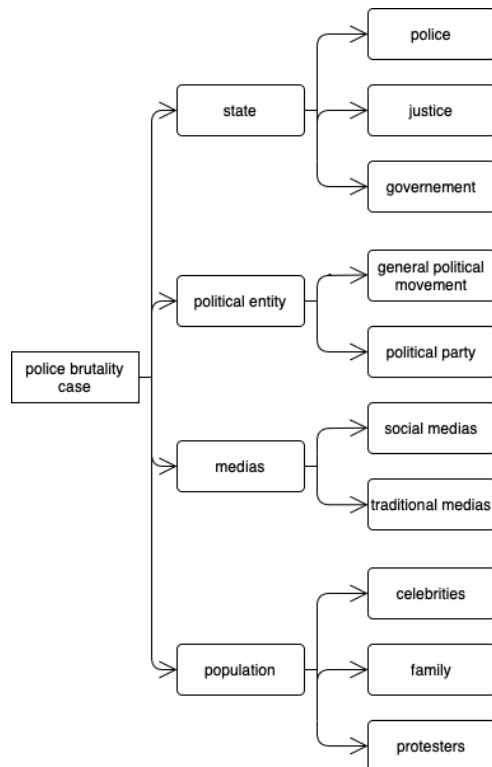 police
state
justice
governement
general political
movement
political entity
political party
police brutality
case
social medias
medias
traditional medias
celebrities
population
family
protesters